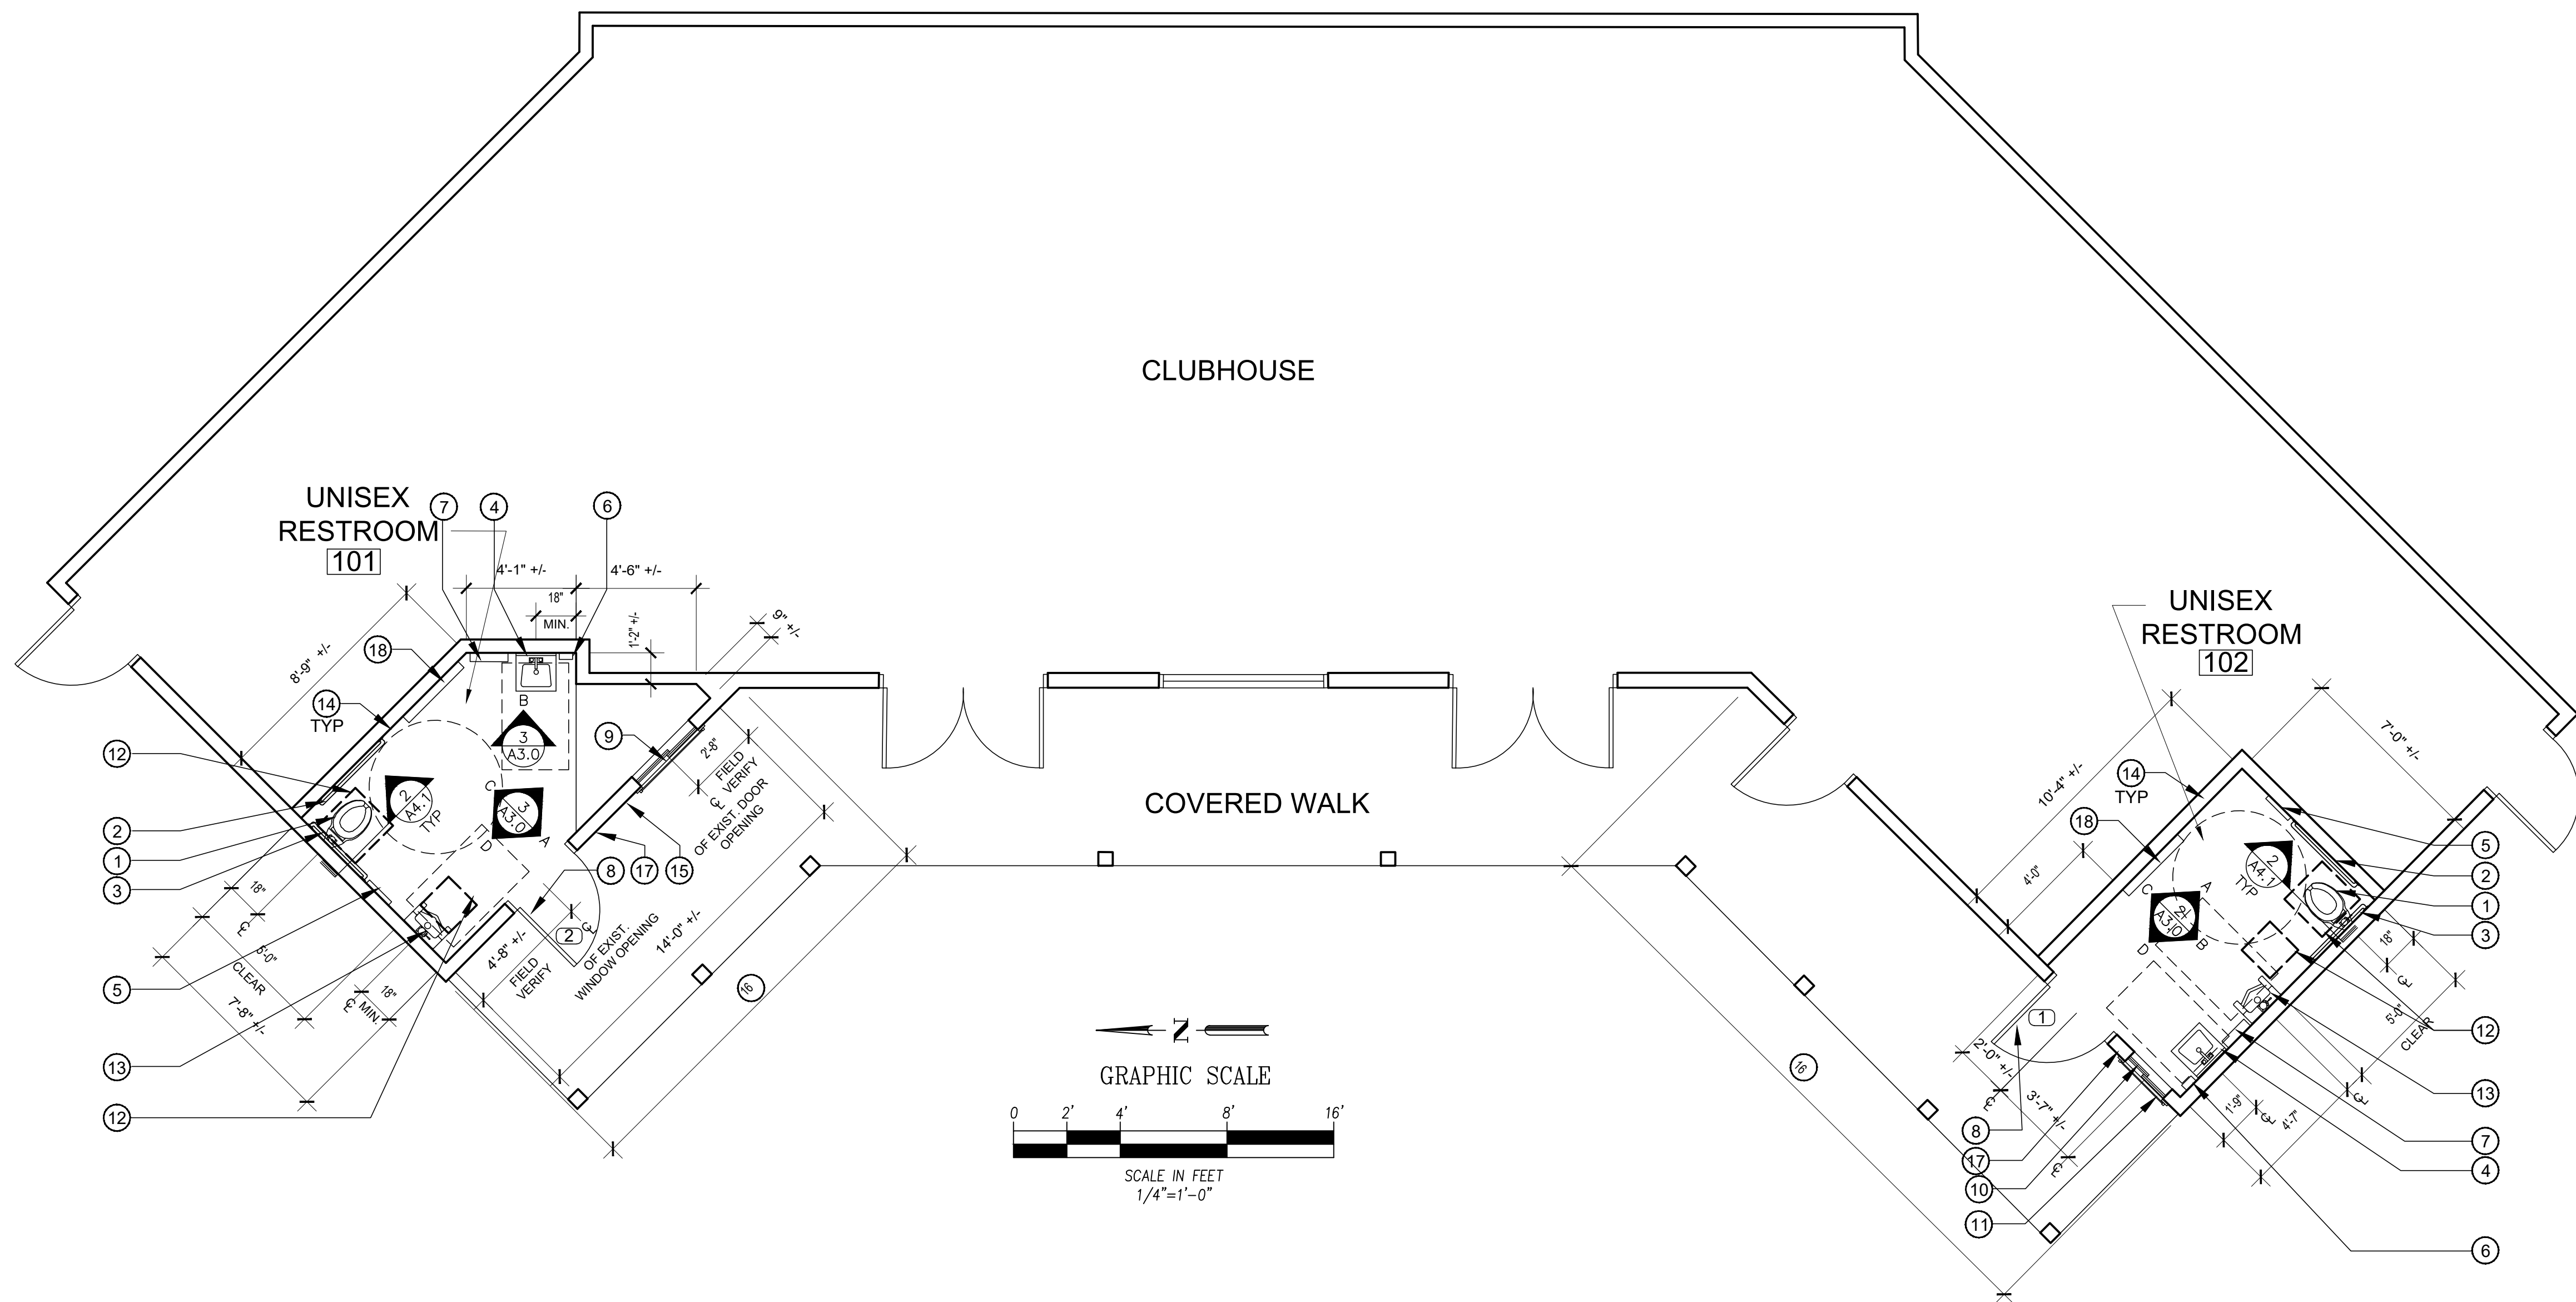 CLUBHOUSE
UNISEX
RESTROOM
101
7
4
6
4'-1" +/-
4'-6" +/-
18"
MIN.
1'-2" +/-
9" +/-
8'-9" +/-
18
14
TYP
12
2
1
3
B
3
A3.0
C
3
A3.0
A
D
2
A4.1
TYP
9
2'-8"
FIELD
VERIFY
℄
OF EXIST. DOOR
OPENING
8
17
15
18"
℄
5'-0"
CLEAR
7'-8" +/-
5
18"
MIN.
℄
13
12
4'-8" +/-
FIELD
VERIFY
2
℄
OF EXIST.
WINDOW OPENING
14'-0" +/-
16
COVERED WALK
N
GRAPHIC SCALE
0 2' 4' 8' 16'
SCALE IN FEET
1/4"=1'-0"
UNISEX
RESTROOM
102
7'-0" +/-
10'-4" +/-
14
TYP
18
4'-0"
2
A4.1
TYP
C
A
2
A3.0
D
B
5
2
1
3
18"
℄
5'-0"
CLEAR
12
1
2'-0" +/-
℄
3'-7" +/-
℄
16
13
1'-9"
℄
4'-7"
℄
8
17
10
11
7
4
6